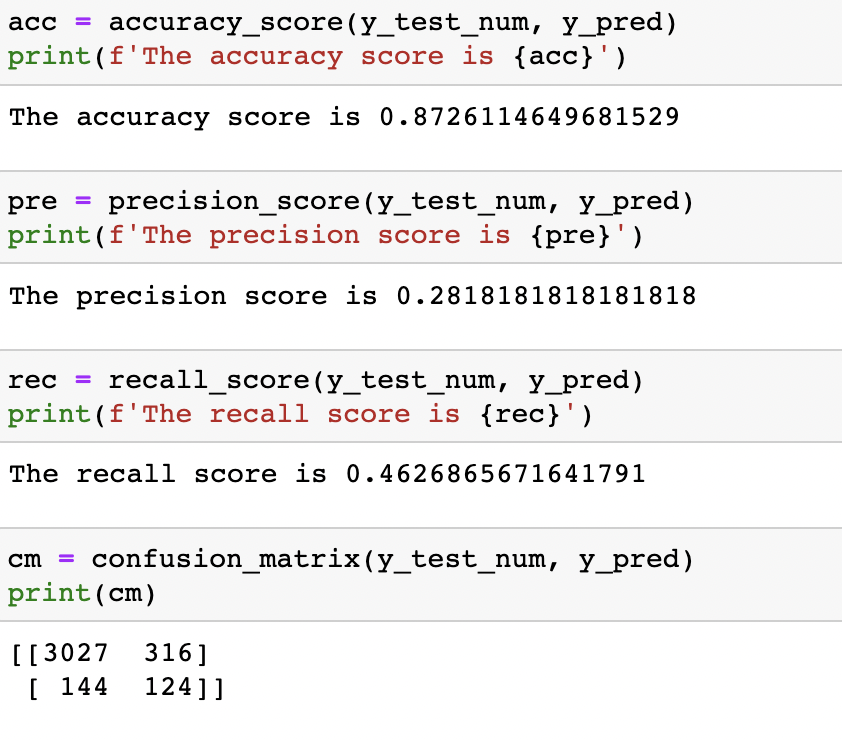 acc = accuracy_score(y_test_num, y_pred)
print(f'The accuracy score is {acc}')
The accuracy score is 0.8726114649681529
pre = precision_score(y_test_num, y_pred)
print(f'The precision score is {pre}')
The precision score is 0.2818181818181818
rec = recall_score(y_test_num, y_pred)
print(f'The recall score is {rec}')
The recall score is 0.4626865671641791
cm = confusion_matrix(y_test_num, y_pred)
print(cm)
[[3027  316]
 [ 144  124]]